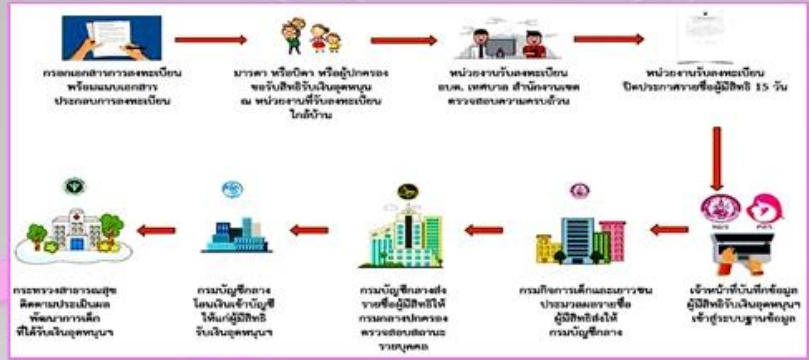 กรอกเอกสารการลงทะเบียน
พร้อมแนบเอกสาร
ประกอบการลงทะเบียน
มารดา หรือบิดา หรือผู้ปกครอง
ขอรับสิทธิรับเงินอุดหนุน
ณ หน่วยงานที่รับลงทะเบียน
ใกล้บ้าน
หน่วยงานรับลงทะเบียน
อบต. เทศบาล สำนักงานเขต
ตรวจสอบความครบถ้วน
หน่วยงานรับลงทะเบียน
ปิดประกาศรายชื่อผู้มีสิทธิ 15 วัน
เจ้าหน้าที่บันทึกข้อมูล
ผู้มีสิทธิรับเงินอุดหนุนฯ
เข้าสู่ระบบฐานข้อมูล
กรมกิจการเด็กและเยาวชน
ประมวลผลรายชื่อ
ผู้มีสิทธิส่งให้
กรมบัญชีกลาง
กรมบัญชีกลางส่ง
รายชื่อผู้มีสิทธิให้
กรมการปกครอง
ตรวจสอบสถานะ
รายบุคคล
กรมบัญชีกลาง
โอนเงินเข้าบัญชี
ให้แก่ผู้มีสิทธิ
รับเงินอุดหนุนฯ
กระทรวงสาธารณสุข
ติดตามประเมินผล
พัฒนาการเด็ก
ที่ได้รับเงินอุดหนุนฯ